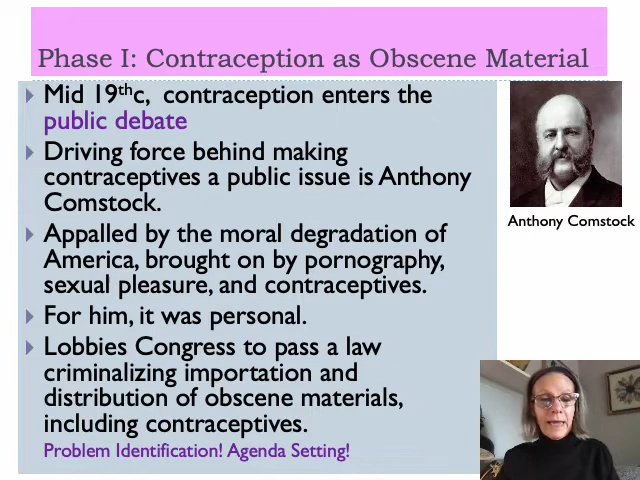 Phase I: Contraception as Obscene Material
Mid 19thc, contraception enters the
public debate
Driving force behind making
contraceptives a public issue is Anthony
Comstock.
Appalled by the moral degradation of
America, brought on by pornography,
sexual pleasure, and contraceptives.
For him, it was personal.
Lobbies Congress to pass a law
criminalizing importation and
distribution of obscene materials,
including contraceptives.
Problem Identification! Agenda Setting!
Anthony Comstock